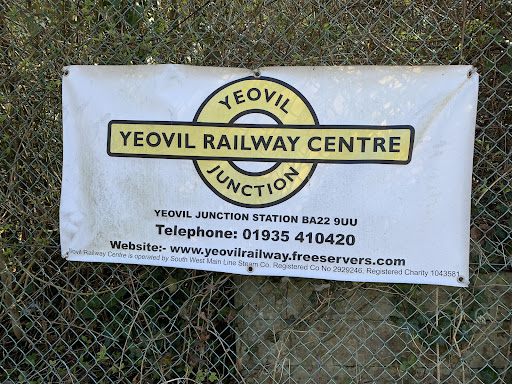 YEOVIL
YEOVIL RAILWAY CENTRE
JUNCTION
YEOVIL JUNCTION STATION BA22 9UU
Telephone: 01935 410420
Website:- www.yeovilrailway.freeservers.com
Yeovil Railway Centre is operated by South West Main Line Steam Co. Registered Co No 2929246. Registered Charity 1043581